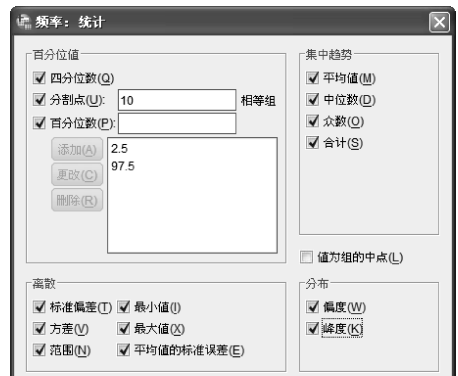 频率：统计
百分位值
四分位数(Q)
分割点(U): 10 相等组
百分位数(P):
添加(A)
更改(C)
删除(R)
2.5
97.5
集中趋势
平均值(M)
中位数(D)
众数(O)
合计(S)
值为组的中点(L)
离散
标准偏差(T) 最小值(I)
方差(V) 最大值(X)
范围(N) 平均值的标准误差(E)
分布
偏度(W)
峰度(K)